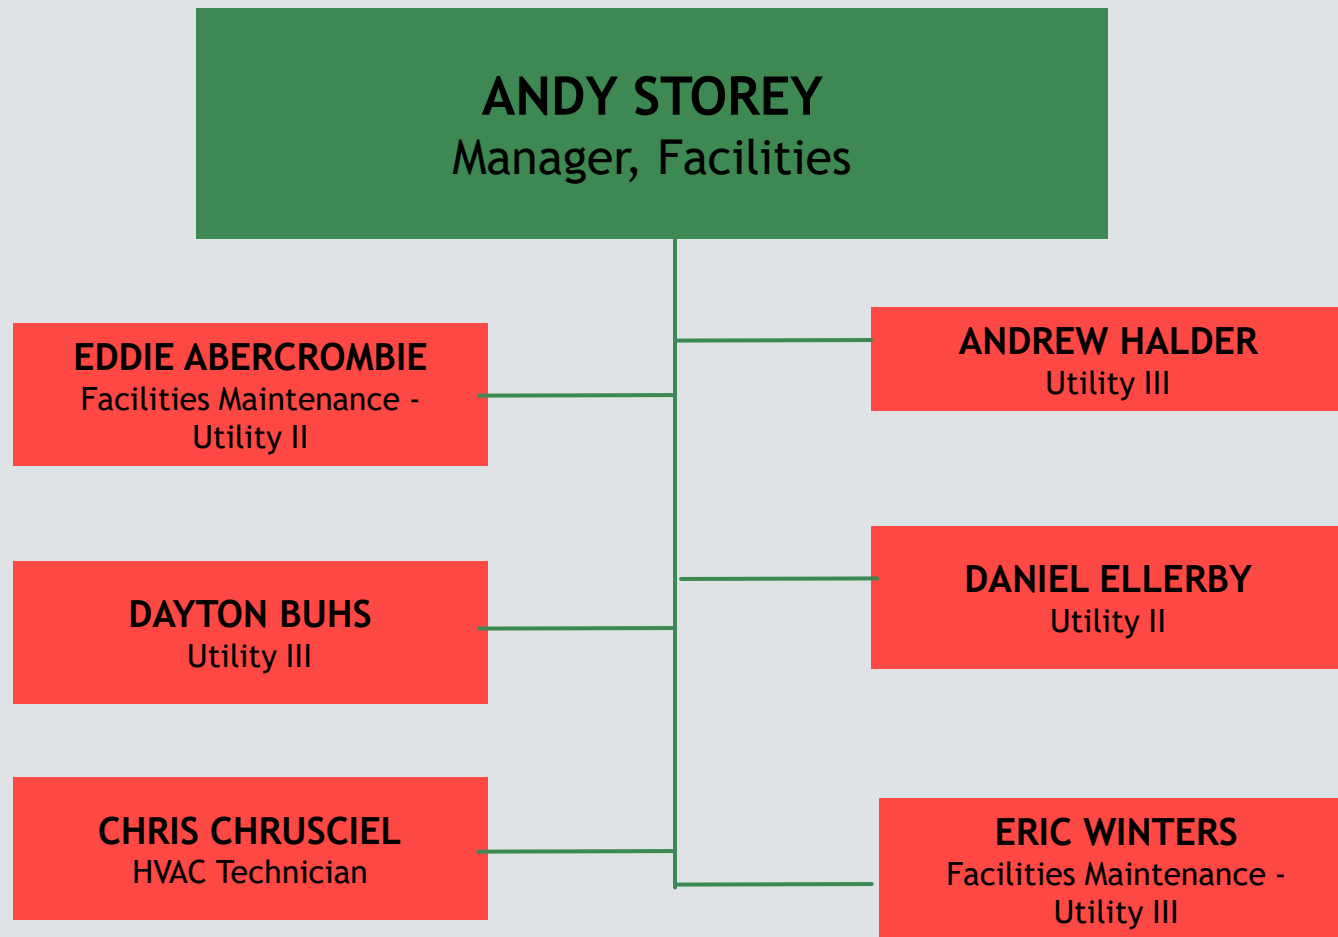 ANDY STOREY
Manager, Facilities
EDDIE ABERCROMBIE
Facilities Maintenance -
Utility II
ANDREW HALDER
Utility III
DAYTON BUHS
Utility III
DANIEL ELLERBY
Utility II
CHRIS CHRUSCIEL
HVAC Technician
ERIC WINTERS
Facilities Maintenance -
Utility III